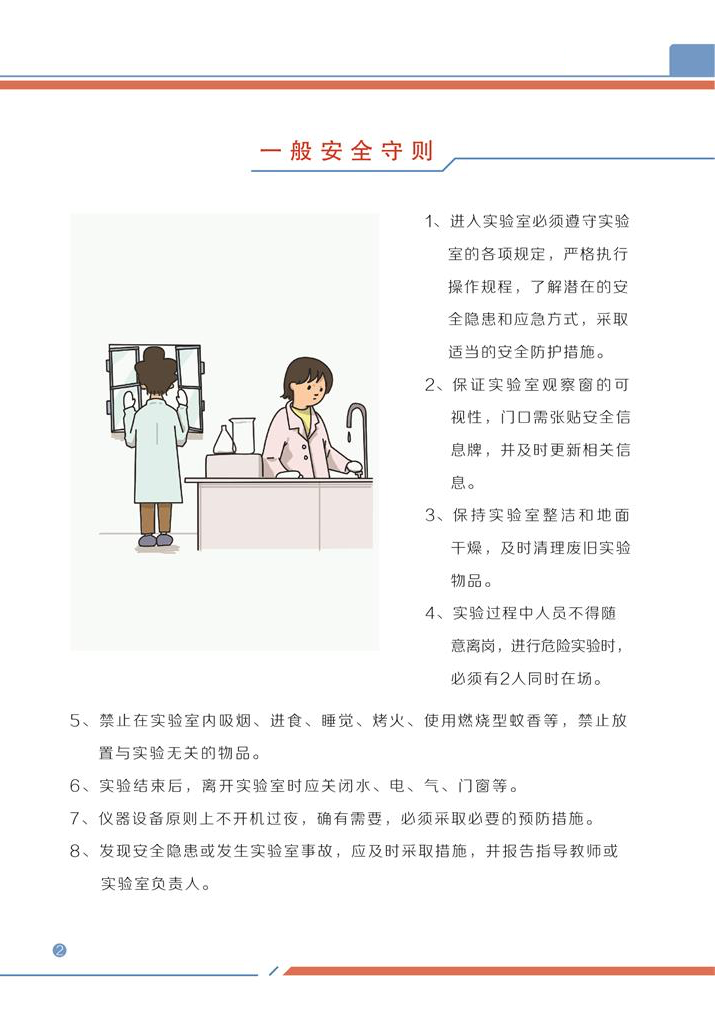 一般安全守则
1、进入实验室必须遵守实验
室的各项规定，严格执行
操作规程，了解潜在的安
全隐患和应急方式，采取
适当的安全防护措施。
2、保证实验室观察窗的可
视性，门口需张贴安全信
息牌，并及时更新相关信
息。
3、保持实验室整洁和地面
干燥，及时清理废旧实验
物品。
4、实验过程中人员不得随
意离岗，进行危险实验时，
必须有2人同时在场。
5、禁止在实验室内吸烟、进食、睡觉、烤火、使用燃烧型蚊香等，禁止放
置与实验无关的物品。
6、实验结束后，离开实验室时应关闭水、电、气、门窗等。
7、仪器设备原则上不开机过夜，确有需要，必须采取必要的预防措施。
8、发现安全隐患或发生实验室事故，应及时采取措施，并报告指导教师或
实验室负责人。
2